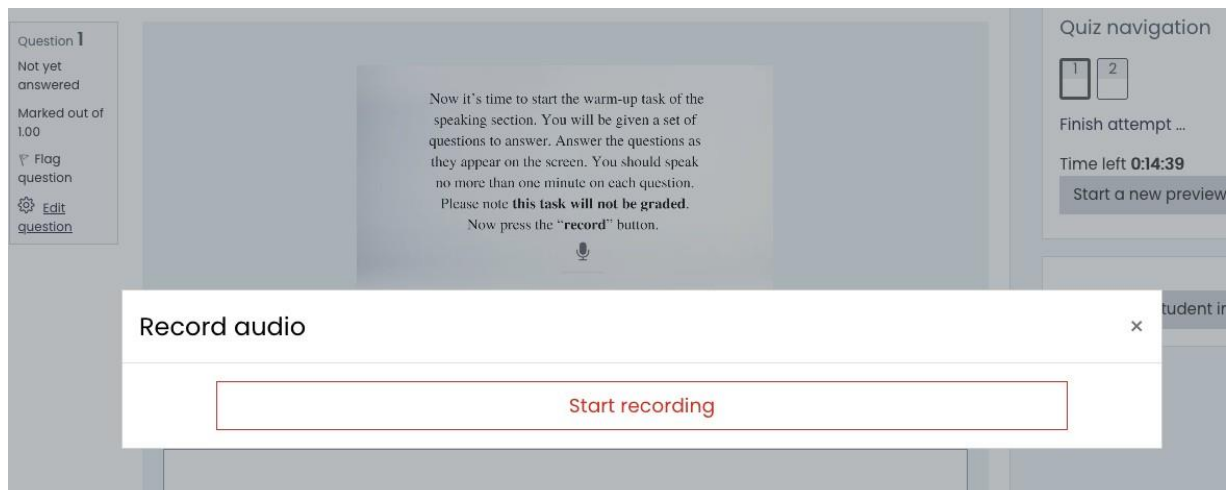 Question 1
Not yet
answered
Marked out of
1.00
Flag
question
Edit
question
Now it's time to start the warm-up task of the
speaking section. You will be given a set of
questions to answer. Answer the questions as
they appear on the screen. You should speak
no more than one minute on each question.
Please note this task will not be graded.
Now press the “record” button.
Quiz navigation
1 2
Finish attempt ...
Time left 0:14:39
Start a new preview
Record audio
×
Start recording